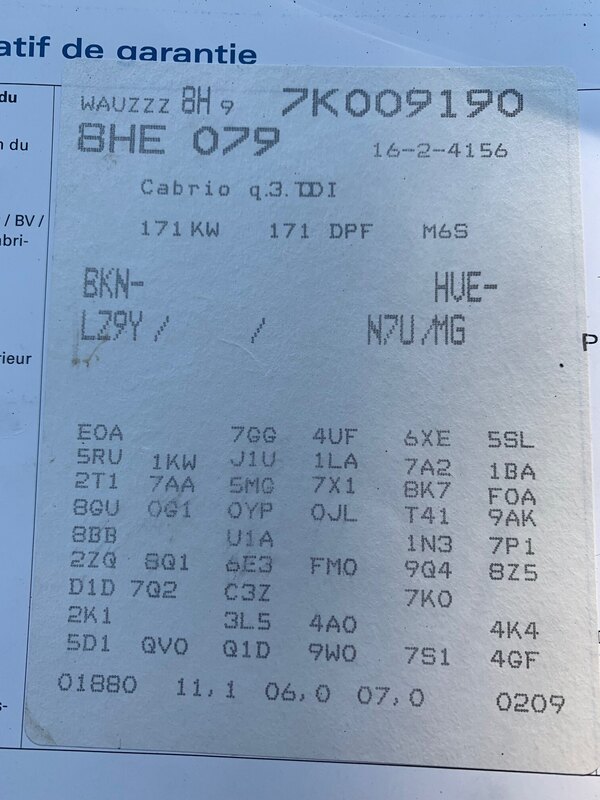 atif de garantie
du
WAUZZZ 8H 9 7K009190
8HE 079 16-2-4156
n du
Cabrio q.3. TDI
/ BV /
171 KW 171 DPF M6S
abri-
BKN- HUE-
LZ9Y / / N7U /MG
P
rieur
E0A 7GG 4UF 6XE 5SL
5RU 1KW J1U 1LA 7A2 1BA
2T1 7AA 5MG 7X1 8K7 F0A
8GU 0G1 0YP 0JL T41 9AK
8BB U1A 1N3 7P1
2ZQ 8Q1 6E3 FM0 9Q4 8Z5
D1D 7Q2 C3Z 7K0
2K1 3L5 4A0 4K4
5D1 QV0 Q1D 9W0 7S1 4GF
01880 11,1 06,0 07,0 0209
s-